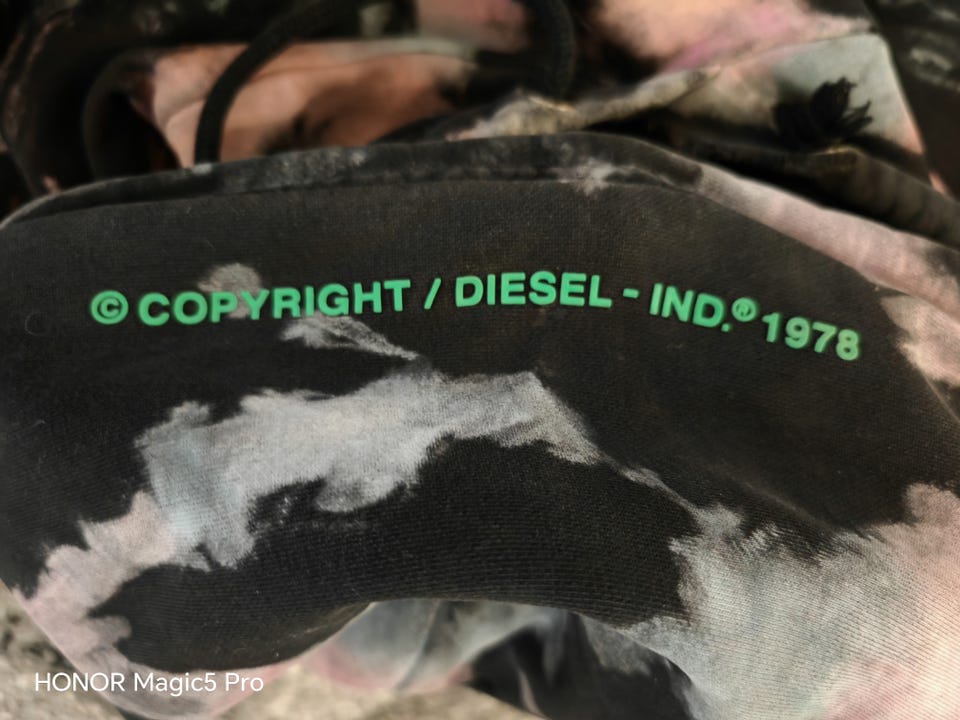 © COPYRIGHT / DIESEL - IND.® 1978
HONOR Magic5 Pro